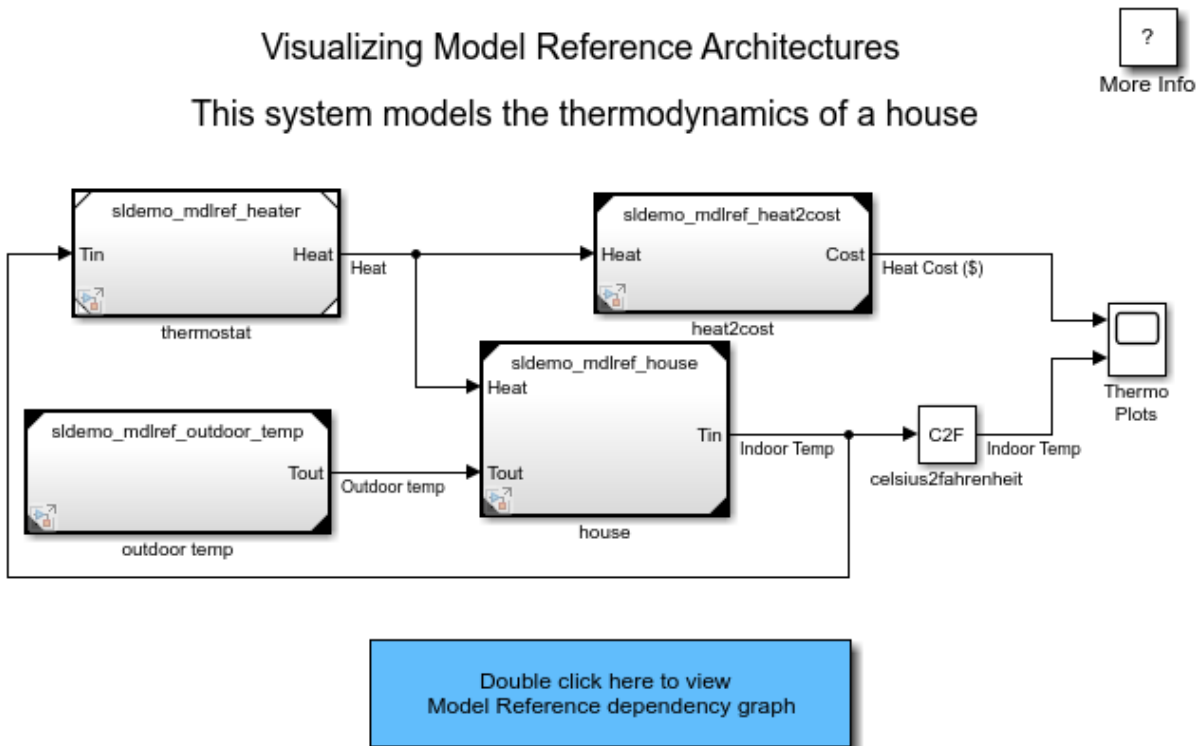 Visualizing Model Reference Architectures
?
More Info
This system models the thermodynamics of a house
sldemo_mdlref_heater
Tin
Heat
Heat
thermostat
sldemo_mdlref_heat2cost
Heat
Cost
Heat Cost ($)
heat2cost
sldemo_mdlref_house
Heat
Tin
Tout
Indoor Temp
house
sldemo_mdlref_outdoor_temp
Tout
Outdoor temp
outdoor temp
C2F
Indoor Temp
celsius2fahrenheit
Thermo
Plots
Double click here to view
Model Reference dependency graph